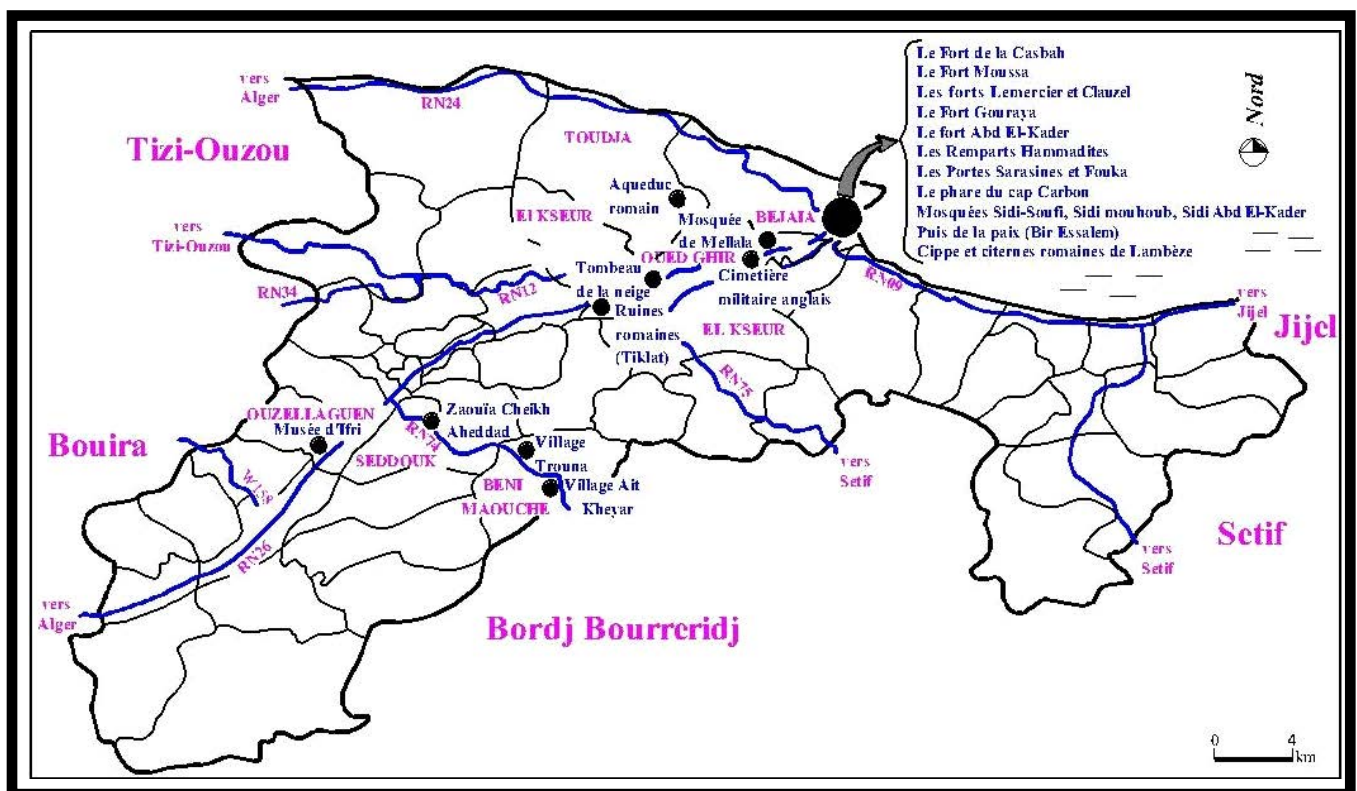 Le Fort de la Casbah
Le Fort Moussa
Les forts Lemercier et Clauzel
Le Fort Gouraya
Le fort Abd El-Kader
Les Remparts Hammadites
Les Portes Sarasines et Fouka
Le phare du cap Carbon
Mosquées Sidi-Soufi, Sidi mouhoub, Sidi Abd El-Kader
Puis de la paix (Bir Essalem)
Cippe et citernes romaines de Lambèze
Nord
vers
Alger
RN24
Tizi-Ouzou
TOUDJA
Aqueduc
romain
El KSEUR
Mosquée
de Mellala
BEJAIA
vers
Tizi-Ouzou
OUED GHIR
Tombeau
de la neige
Cimetière
militaire anglais
RN34
RN12
RN09
vers
Jijel
Jijel
Ruines
romaines
(Tiklat)
EL KSEUR
RN75
OUZELLAGUEN
Musée d'Ifri
Zaouïa Cheikh
Aheddad
RN74
Bouira
SEDDOUK
Village
Trouna
vers
Setif
W158
BENI
MAOUCHE
Village Ait
Kheyar
RN26
Setif
vers
Setif
vers
Alger
Bordj Bourreridj
0 4
km